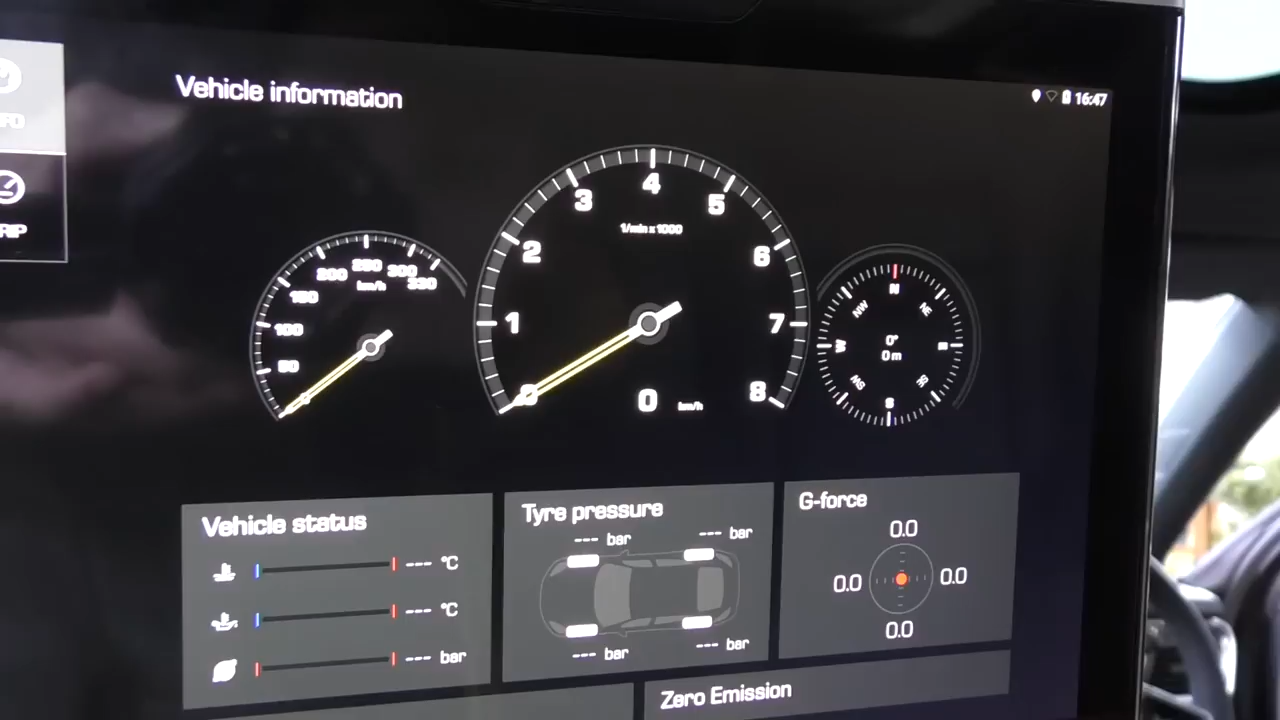 Vehicle information
16:47
FO
RIP
50
100
150
200
250
300
330
km/h
0
1
2
3
4
5
6
7
8
1/min x 1000
0 km/h
N
NE
E
SE
S
SW
W
NW
0°
0 m
Vehicle status
--- °C
--- °C
--- bar
Tyre pressure
--- bar --- bar
--- bar --- bar
G-force
0.0
0.0 0.0
0.0
Zero Emission